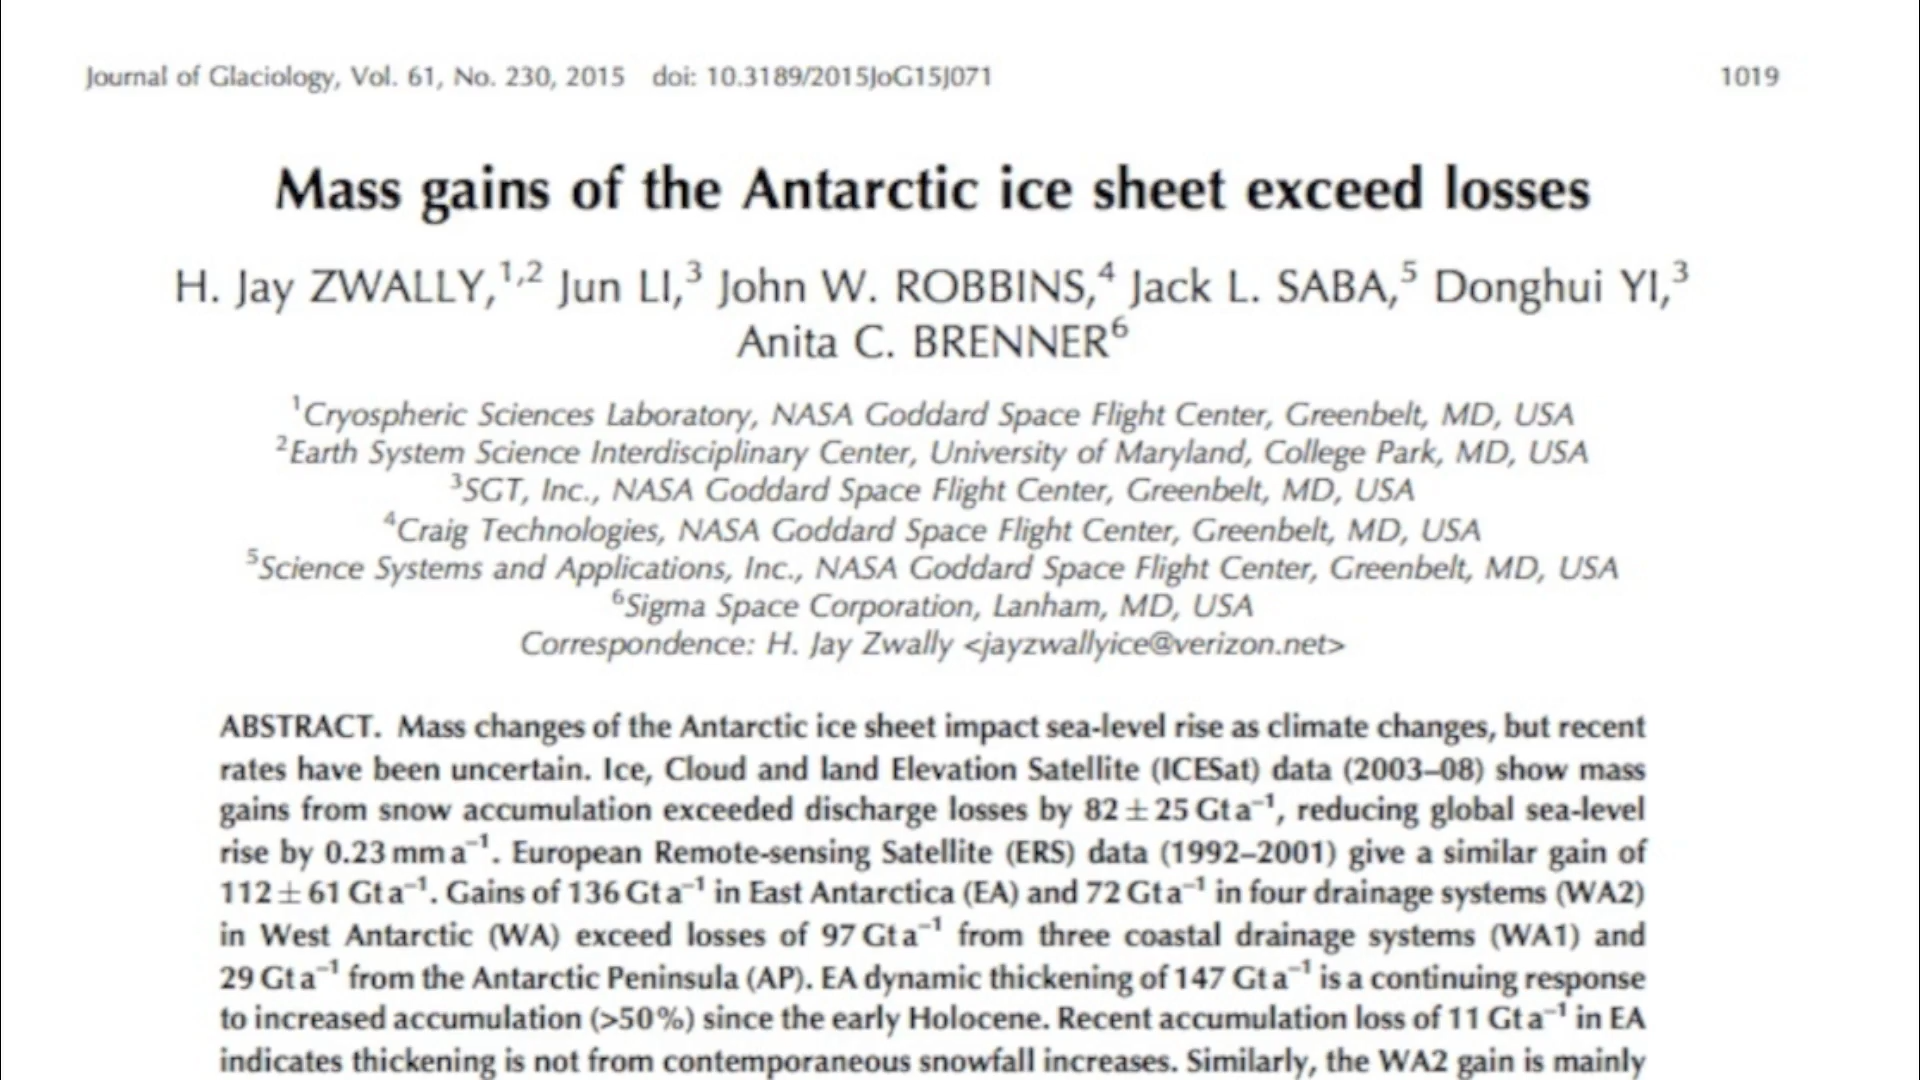 Journal of Glaciology, Vol. 61, No. 230, 2015 doi: 10.3189/2015JoG15J071 1019
Mass gains of the Antarctic ice sheet exceed losses
H. Jay ZWALLY,1,2 Jun LI,3 John W. ROBBINS,4 Jack L. SABA,5 Donghui YI,3
Anita C. BRENNER6
1Cryospheric Sciences Laboratory, NASA Goddard Space Flight Center, Greenbelt, MD, USA
2Earth System Science Interdisciplinary Center, University of Maryland, College Park, MD, USA
3SGT, Inc., NASA Goddard Space Flight Center, Greenbelt, MD, USA
4Craig Technologies, NASA Goddard Space Flight Center, Greenbelt, MD, USA
5Science Systems and Applications, Inc., NASA Goddard Space Flight Center, Greenbelt, MD, USA
6Sigma Space Corporation, Lanham, MD, USA
Correspondence: H. Jay Zwally <jayzwallyice@verizon.net>
ABSTRACT. Mass changes of the Antarctic ice sheet impact sea-level rise as climate changes, but recent
rates have been uncertain. Ice, Cloud and land Elevation Satellite (ICESat) data (2003–08) show mass
gains from snow accumulation exceeded discharge losses by 82 ± 25 Gt a−1, reducing global sea-level
rise by 0.23 mm a−1. European Remote-sensing Satellite (ERS) data (1992–2001) give a similar gain of
112 ± 61 Gt a−1. Gains of 136 Gt a−1 in East Antarctica (EA) and 72 Gt a−1 in four drainage systems (WA2)
in West Antarctic (WA) exceed losses of 97 Gt a−1 from three coastal drainage systems (WA1) and
29 Gt a−1 from the Antarctic Peninsula (AP). EA dynamic thickening of 147 Gt a−1 is a continuing response
to increased accumulation (>50%) since the early Holocene. Recent accumulation loss of 11 Gt a−1 in EA
indicates thickening is not from contemporaneous snowfall increases. Similarly, the WA2 gain is mainly